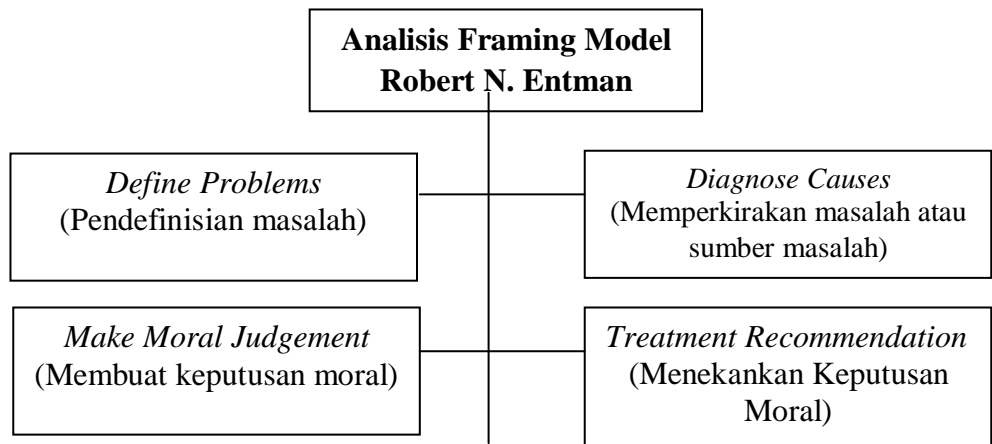 Analisis Framing Model
Robert N. Entman
Define Problems
(Pendefinisian masalah)
Diagnose Causes
(Memperkirakan masalah atau
sumber masalah)
Make Moral Judgement
(Membuat keputusan moral)
Treatment Recommendation
(Menekankan Keputusan
Moral)